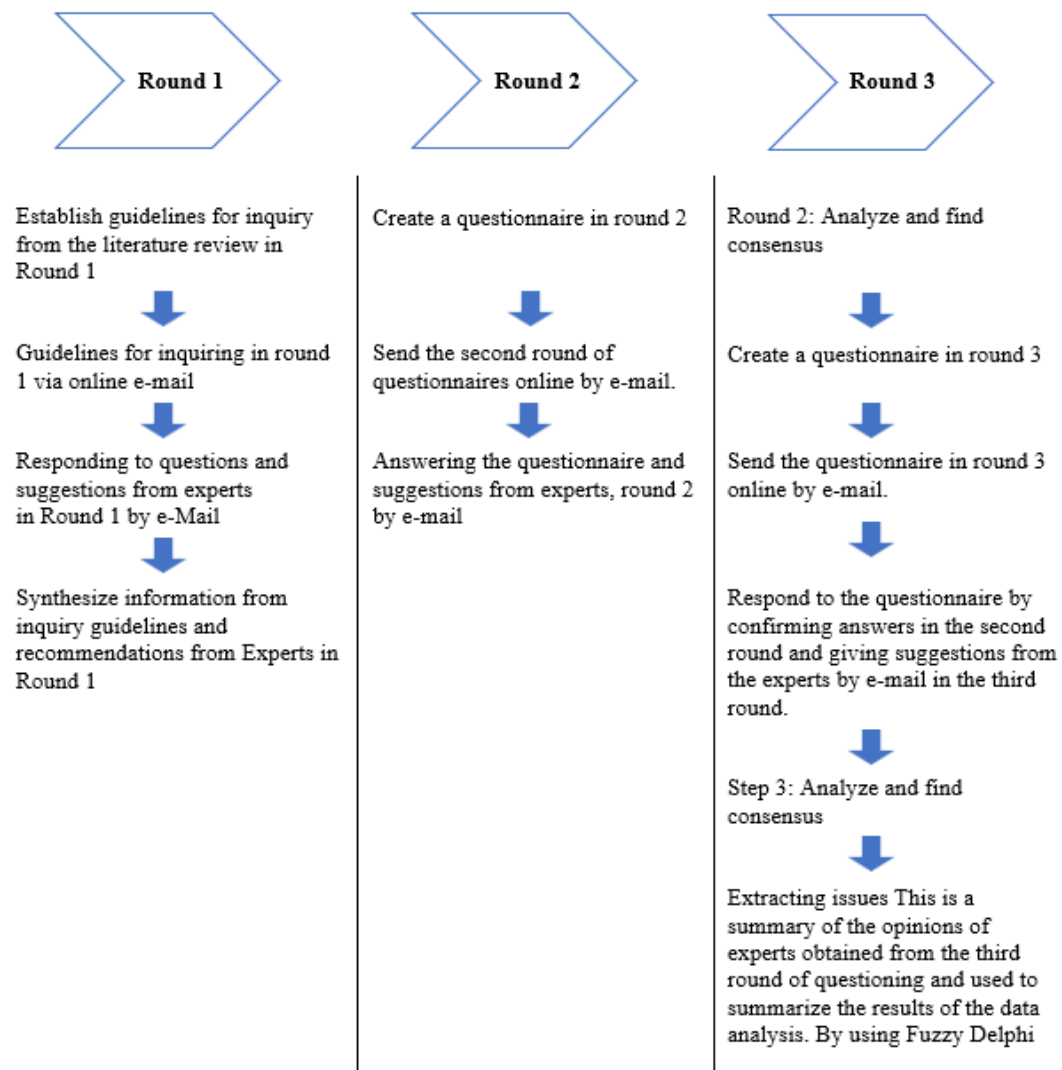 Round 1
Round 2
Round 3
Establish guidelines for inquiry
from the literature review in
Round 1
Guidelines for inquiring in round
1 via online e-mail
Responding to questions and
suggestions from experts
in Round 1 by e-Mail
Synthesize information from
inquiry guidelines and
recommendations from Experts in
Round 1
Create a questionnaire in round 2
Send the second round of
questionnaires online by e-mail.
Answering the questionnaire and
suggestions from experts, round 2
by e-mail
Round 2: Analyze and find
consensus
Create a questionnaire in round 3
Send the questionnaire in round 3
online by e-mail.
Respond to the questionnaire by
confirming answers in the second
round and giving suggestions from
the experts by e-mail in the third
round.
Step 3: Analyze and find
consensus
Extracting issues This is a
summary of the opinions of
experts obtained from the third
round of questioning and used to
summarize the results of the data
analysis. By using Fuzzy Delphi